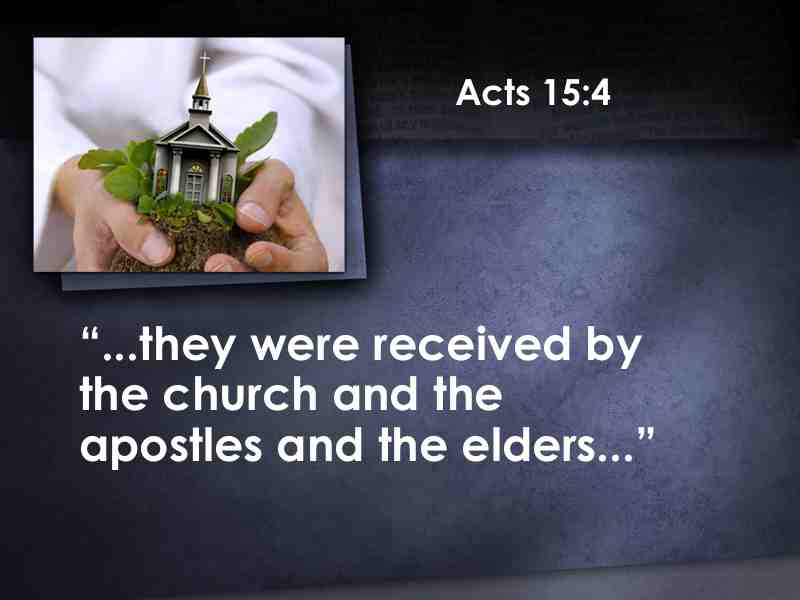 Acts 15:4
“...they were received by
the church and the
apostles and the elders...”